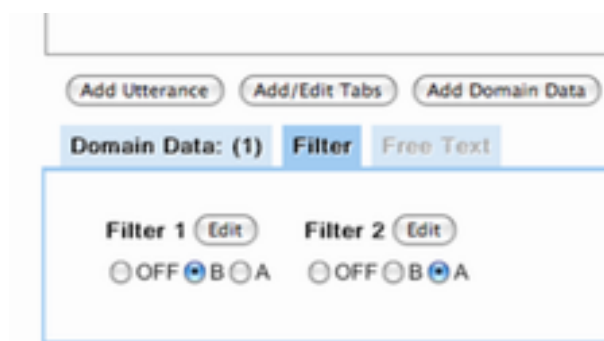 Add Utterance Add/Edit Tabs Add Domain Data
Domain Data: (1) Filter Free Text
Filter 1 Edit Filter 2 Edit
OFF B A OFF B A